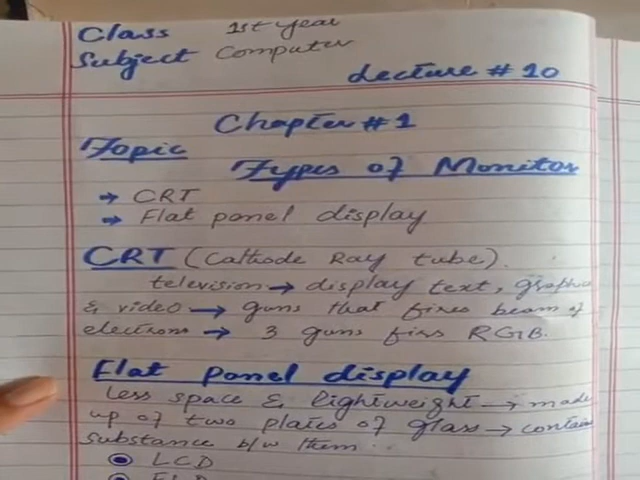 Class 1st year
Subject Computer
Lecture # 10
Chapter # 1
Topic
Types of Monitor
→ CRT
→ Flat panel display
CRT (Cathode Ray tube).
television → display text, graphics
& video → guns that fires beam of
electrons → 3 guns fires RGB.
Flat panel display
Less space & lightweight → made
up of two plates of glass → contains
substance b/w them.
LCD